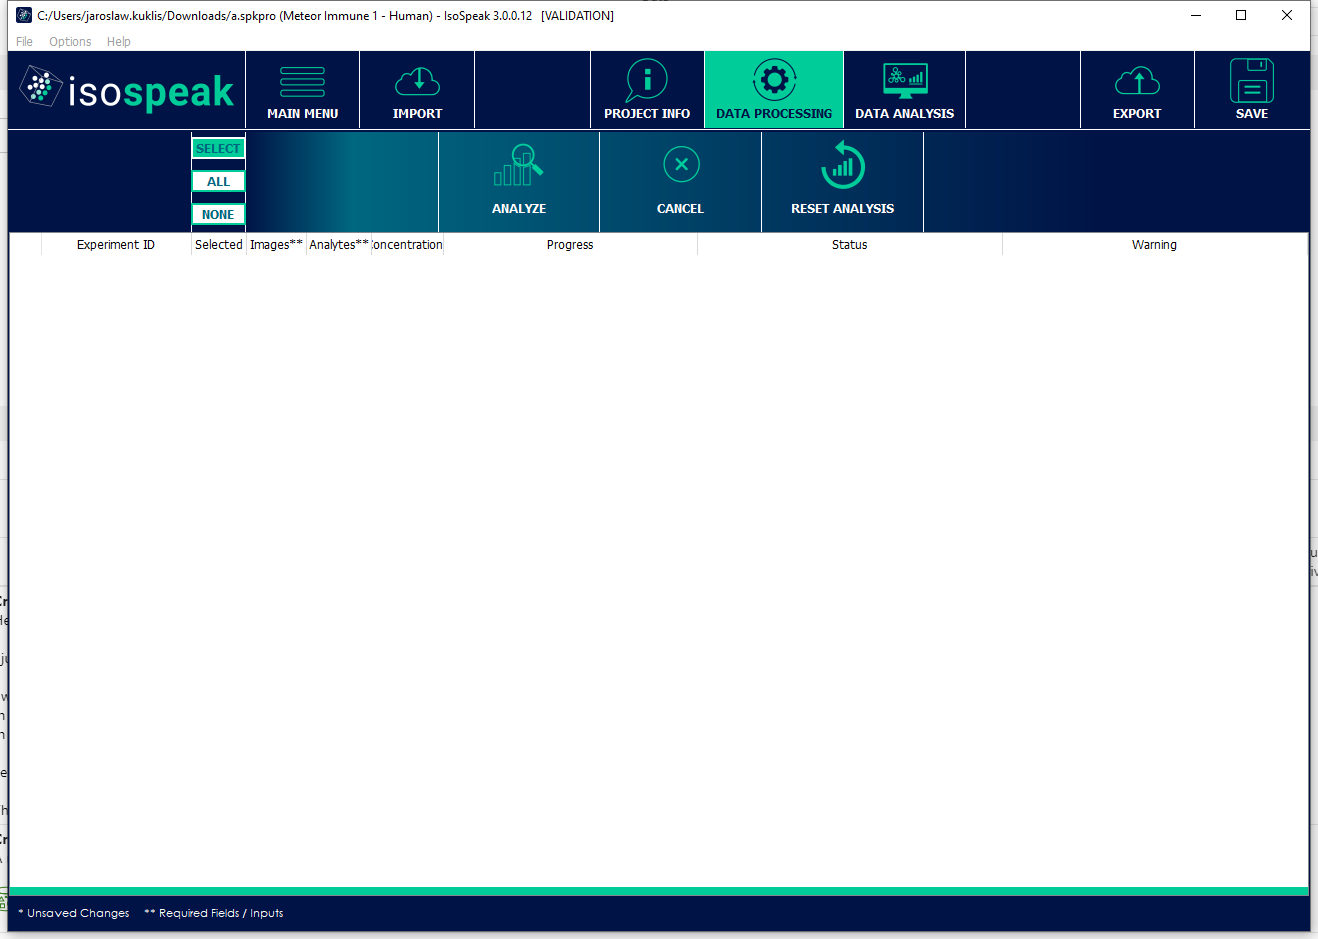 C:/Users/jaroslaw.kuklis/Downloads/a.spkpro (Meteor Immune 1 - Human) - IsoSpeak 3.0.0.12 [VALIDATION]
File Options Help
isospeak
MAIN MENU IMPORT PROJECT INFO DATA PROCESSING DATA ANALYSIS EXPORT SAVE
SELECT
ALL
NONE
ANALYZE CANCEL RESET ANALYSIS
Experiment ID Selected Images** Analytes** Progress Status Warning
* Unsaved Changes ** Required Fields / Inputs